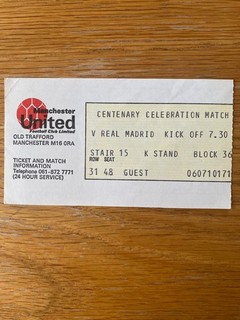 Manchester
United
Football Club Limited
OLD TRAFFORD
MANCHESTER M16 0RA
TICKET AND MATCH
INFORMATION
Telephone 061-872 7771
(24 HOUR SERVICE)
CENTENARY CELEBRATION MATCH
V REAL MADRID KICK OFF 7.30
STAIR 15 K STAND BLOCK 36
ROW SEAT
31 48 GUEST 060710171